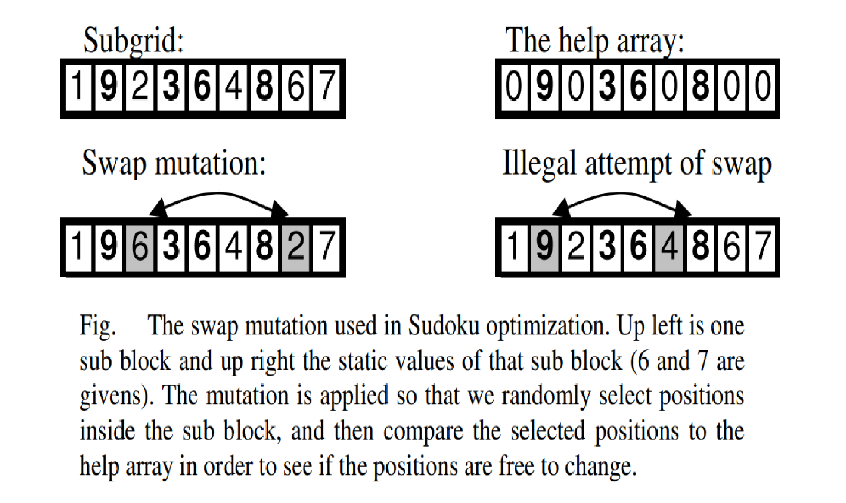 Subgrid:
The help array:
1 9 2 3 6 4 8 6 7
0 9 0 3 6 0 8 0 0
Swap mutation:
Illegal attempt of swap
1 9 6 3 6 4 8 2 7
1 9 2 3 6 4 8 6 7
Fig. The swap mutation used in Sudoku optimization. Up left is one
sub block and up right the static values of that sub block (6 and 7 are
givens). The mutation is applied so that we randomly select positions
inside the sub block, and then compare the selected positions to the
help array in order to see if the positions are free to change.